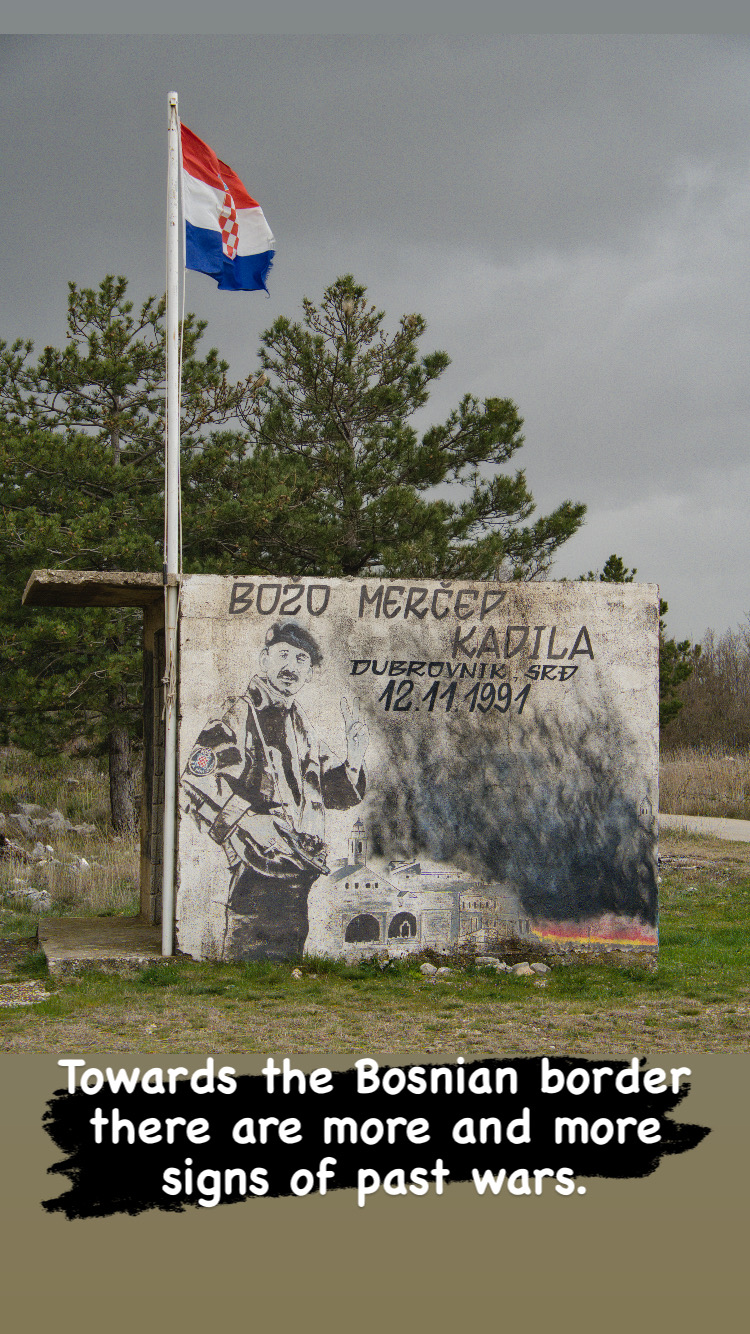 BOŽO MERČEP
KADILA
DUBROVNIK, SRĐ
12.11.1991
Towards the Bosnian border
there are more and more
signs of past wars.